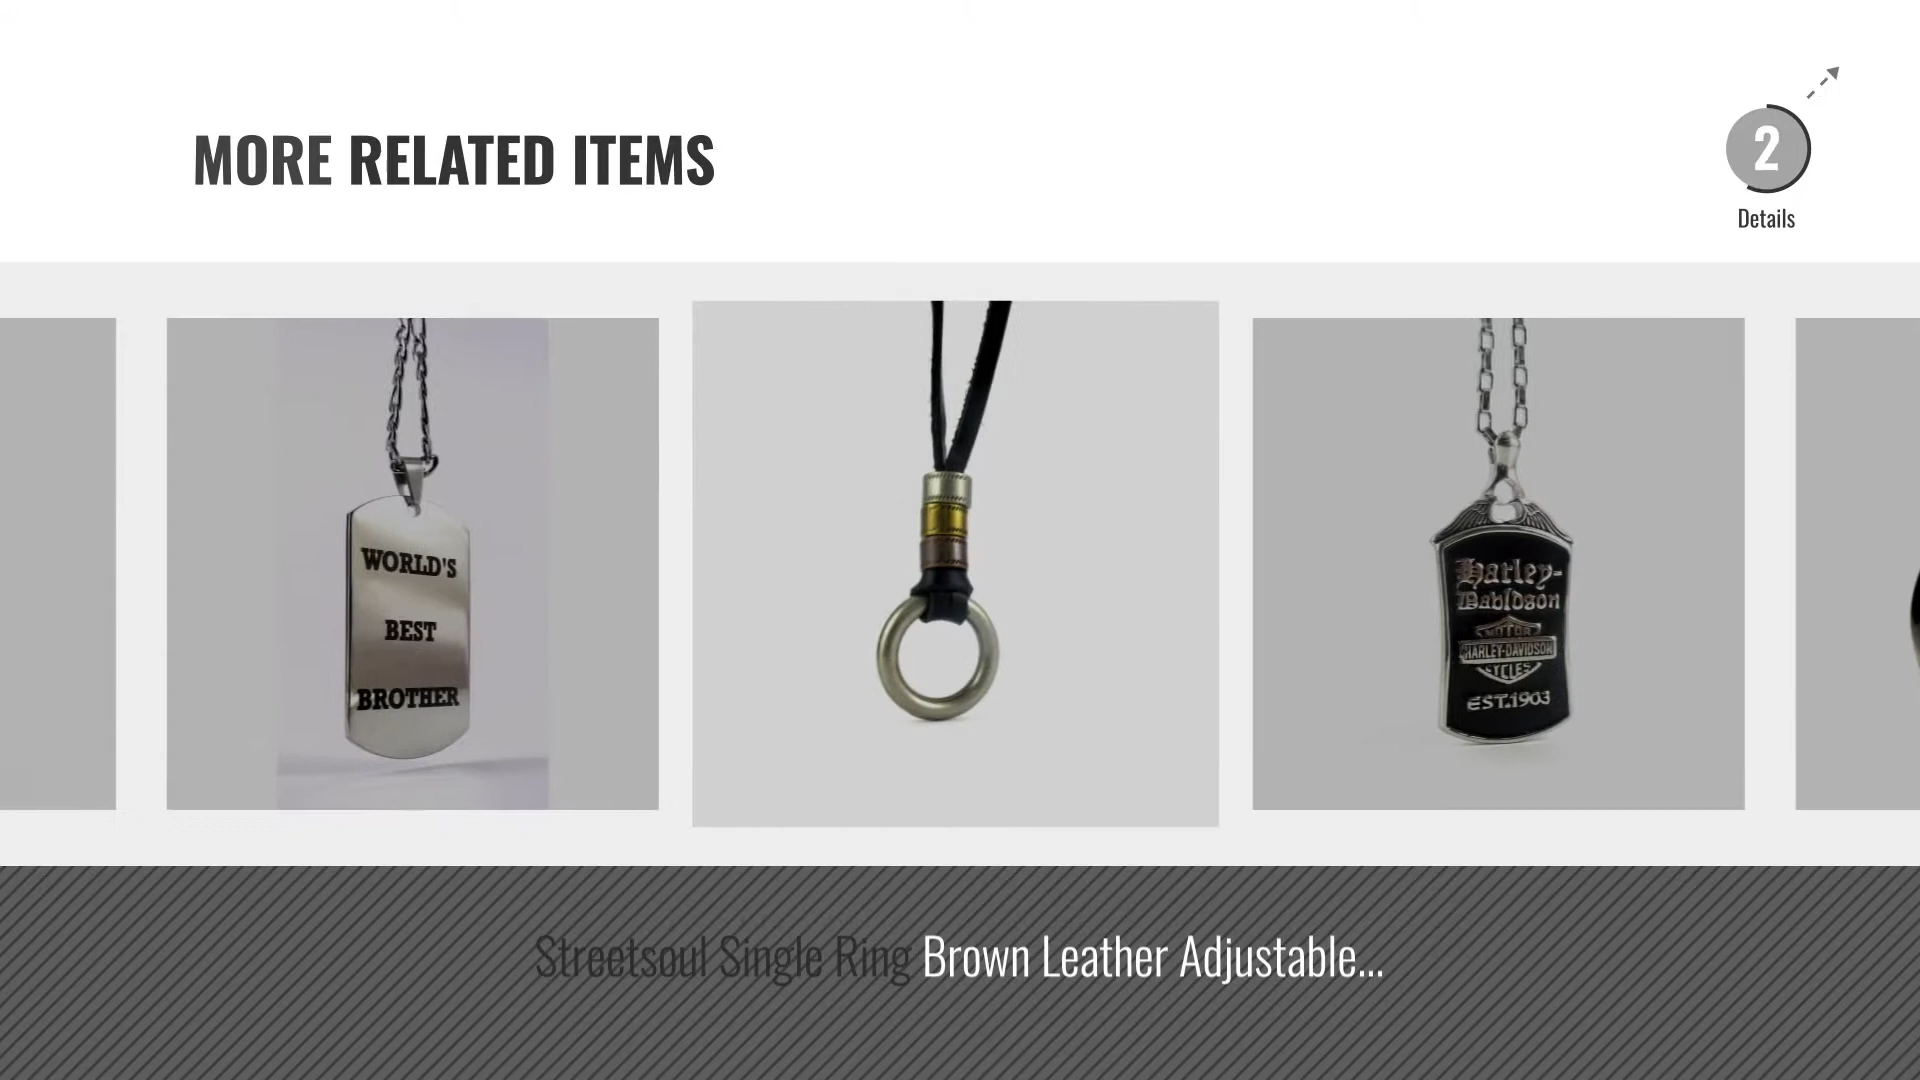 MORE RELATED ITEMS
2
Details
WORLD'S
BEST
BROTHER
Harley-
Davidson
MOTOR
HARLEY-DAVIDSON
CYCLES
EST.1903
Streetsoul Single Ring Brown Leather Adjustable...